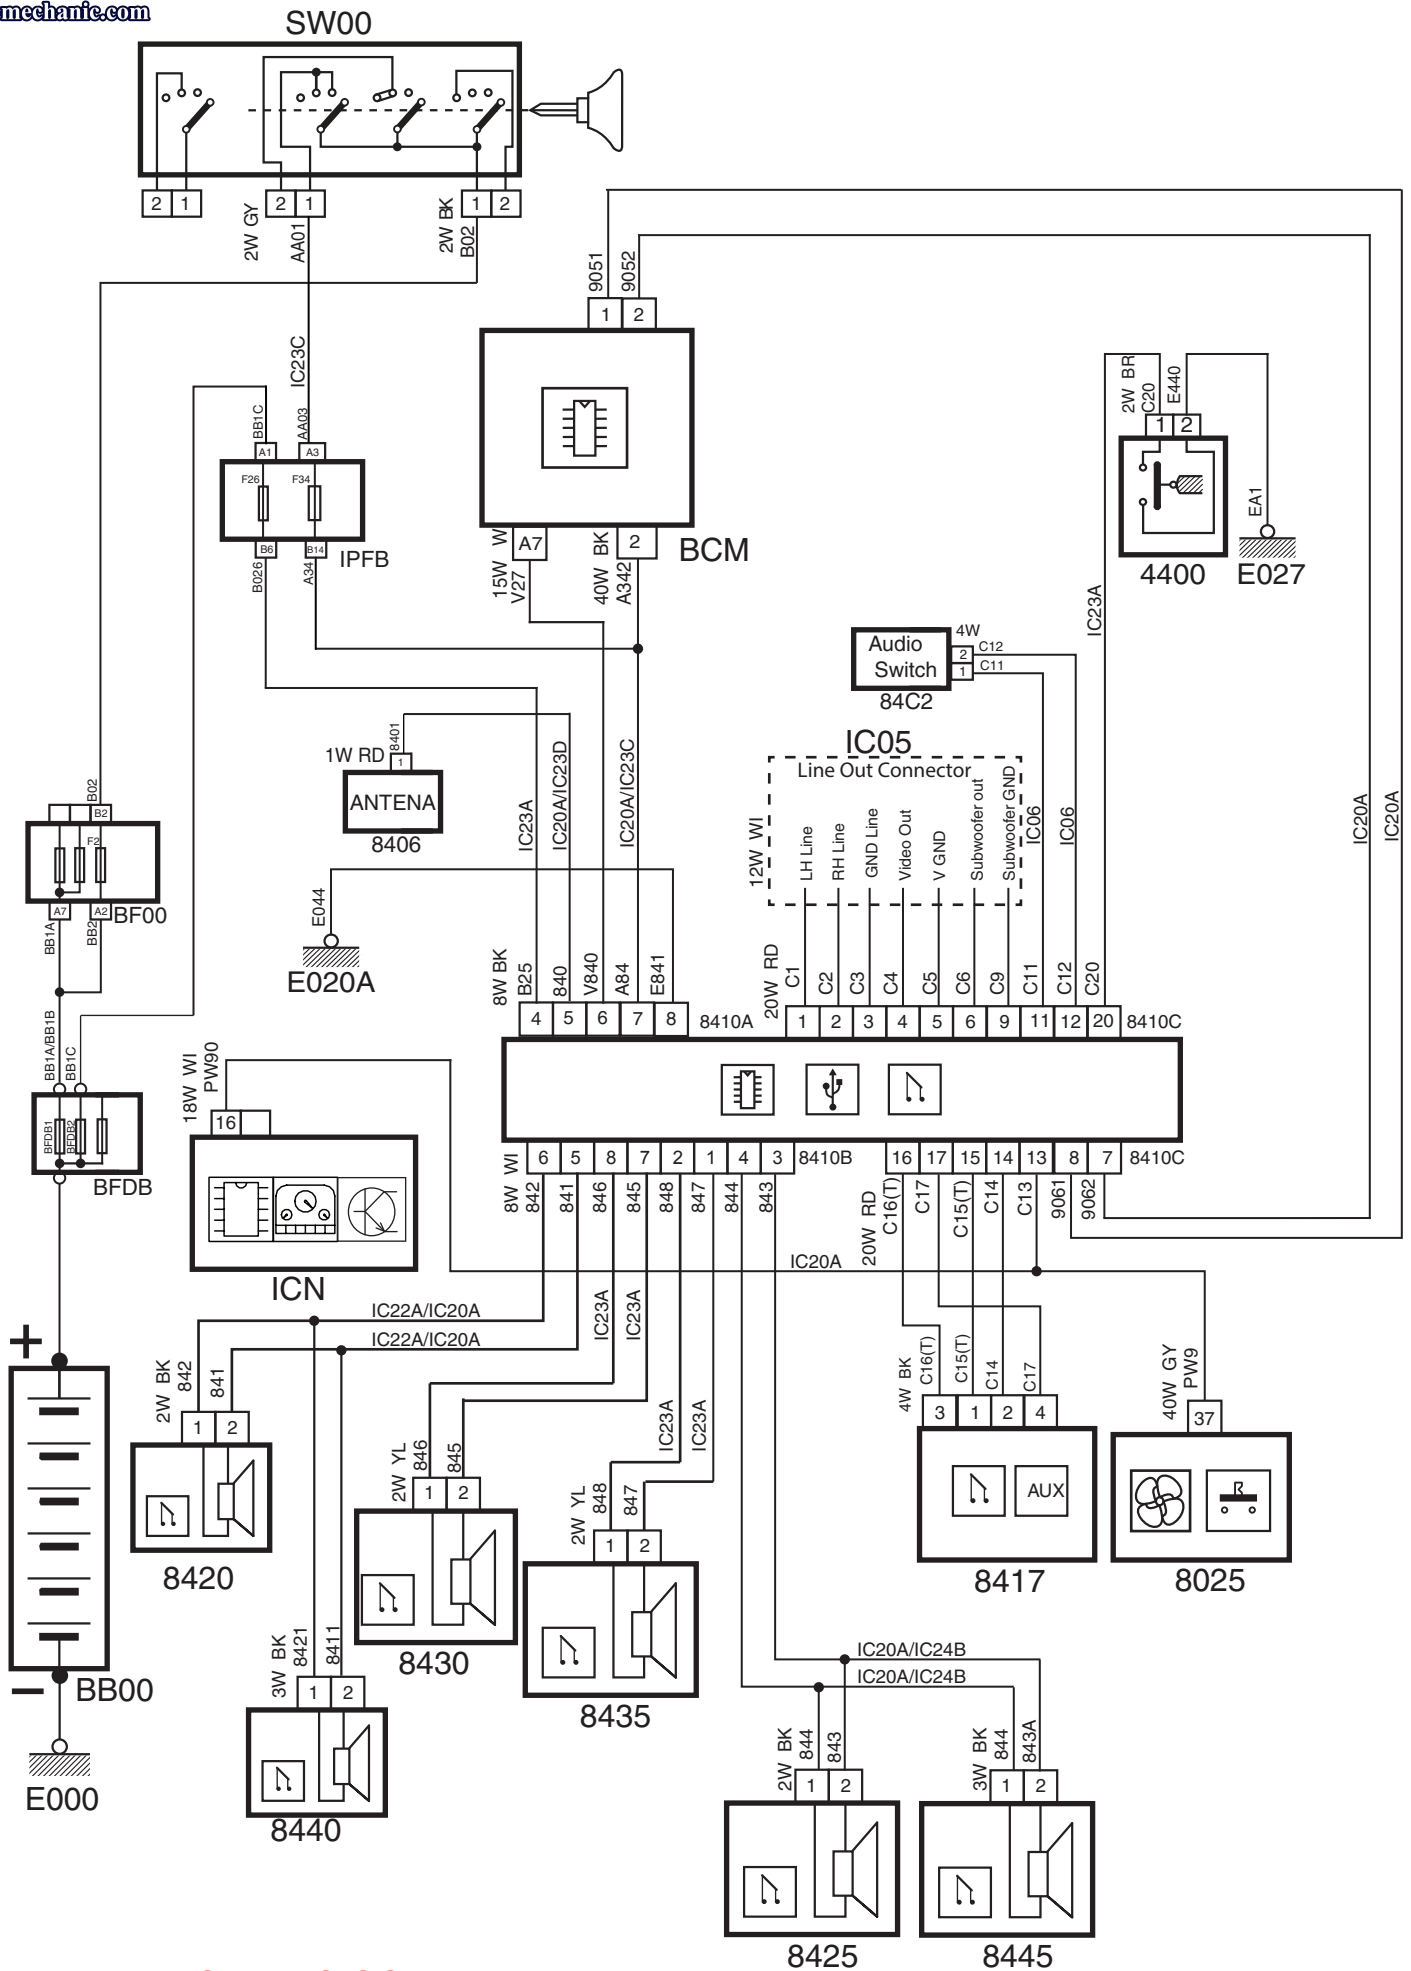 mechanic.com
SW00
2 1
2 1
1 2
2W GY
AA01
2W BK
B02
9051
9052
1 2
IC23C
BB1C
AA03
A1 A3
F26 F34
B6 B14
IPFB
B026
A34
BCM
A7
2
15W W
V27
40W BK
A342
2W BR
C20
E440
1 2
EA1
4400
E027
IC23A
Audio
Switch
4W
2 C12
1 C11
84C2
IC05
Line Out Connector
12W WI
LH Line
RH Line
GND Line
Video Out
V GND
Subwoofer out
Subwoofer GND
IC06
IC06
IC20A
IC20A
1W RD
8401
1
ANTENA
8406
IC23A
IC20A/IC23D
IC20A/IC23C
B02
B2
F2
A7 A2
BF00
BB1A
BB2
E044
E020A
8W BK
B25
840
V840
A84
E841
4 5 6 7 8
8410A
20W RD
C1
C2
C3
C4
C5
C6
C9
C11
C12
C20
1 2 3 4 5 6 9 11 12 20
8410C
BB1A/BB1B
BB1C
BFDB1
BFDB2
BFDB
18W WI
PW90
16
ICN
6 5 8 7 2 1 4 3
8410B
16 17 15 14 13 8 7
8410C
8W WI
842
841
846
845
848
847
844
843
20W RD
C16(T)
C17
C15(T)
C14
C13
9061
9062
IC20A
IC22A/IC20A
IC22A/IC20A
IC23A
IC23A
IC23A
IC23A
+
2W BK
842
841
1 2
8420
2W YL
846
845
1 2
8430
2W YL
848
847
1 2
8435
4W BK
C16(T)
C15(T)
C14
C17
3 1 2 4
AUX
8417
40W GY
PW9
37
8025
3W BK
8421
8411
1 2
8440
−
BB00
E000
IC20A/IC24B
IC20A/IC24B
2W BK
844
843
1 2
8425
3W BK
844
843A
1 2
8445